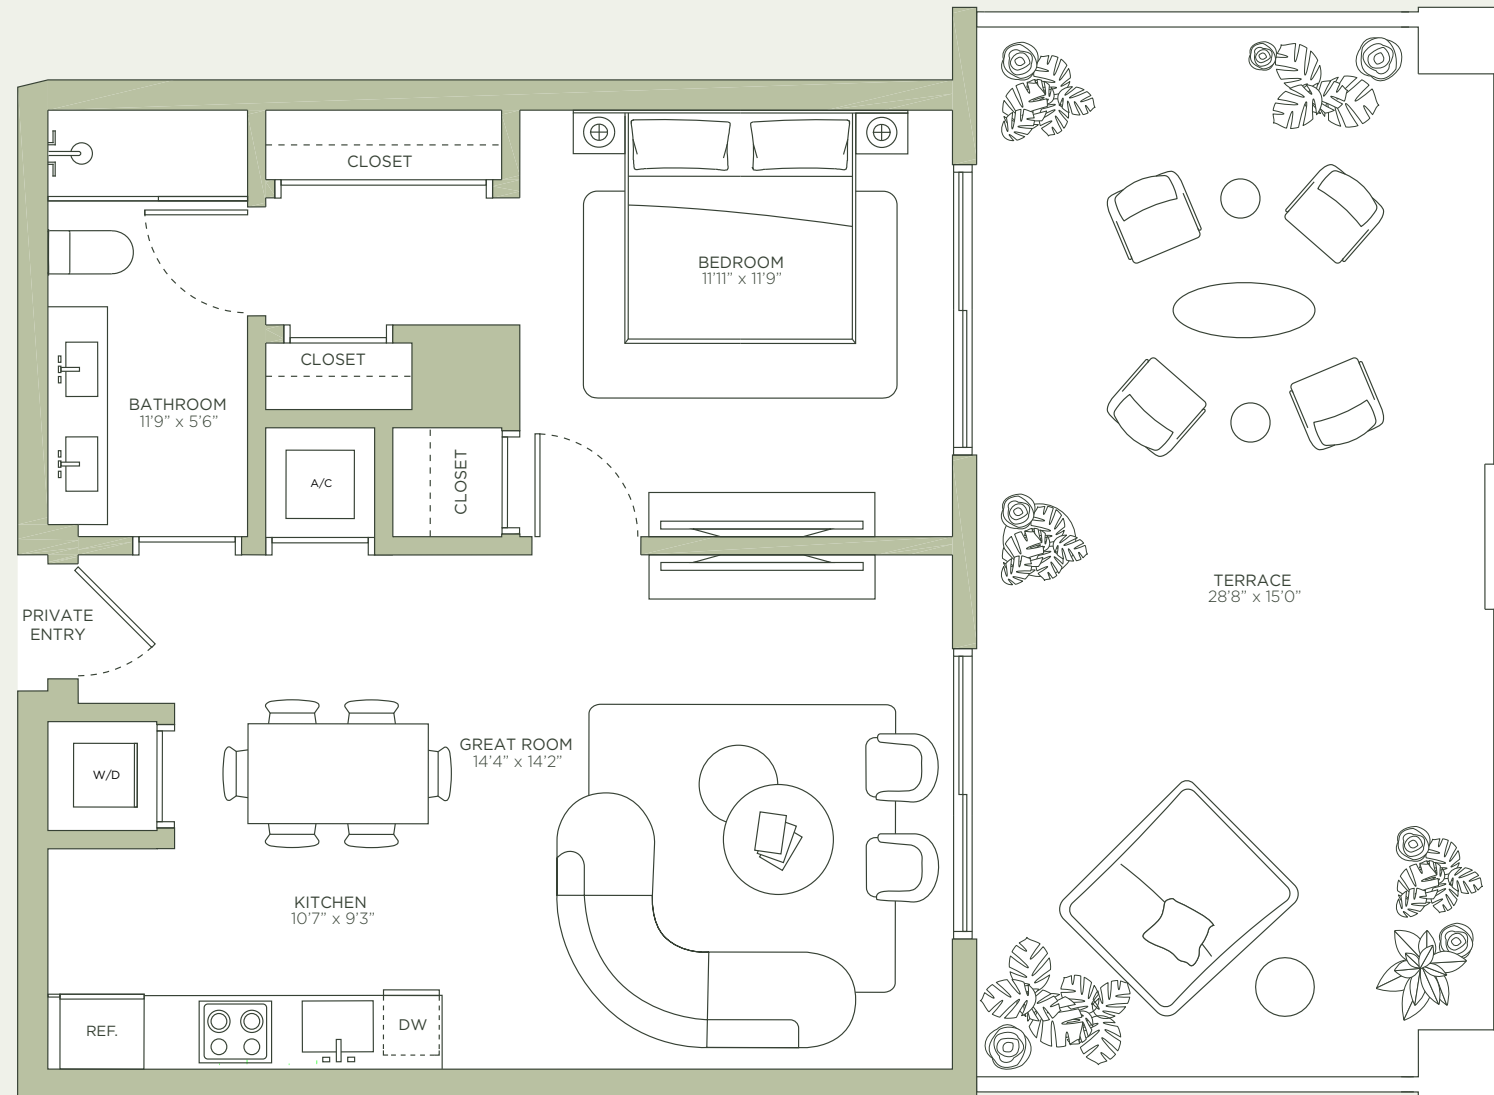 CLOSET
BEDROOM
11'11" x 11'9"
CLOSET
BATHROOM
11'9" x 5'6"
A/C
CLOSET
TERRACE
28'8" x 15'0"
PRIVATE
ENTRY
GREAT ROOM
14'4" x 14'2"
W/D
KITCHEN
10'7" x 9'3"
REF.
DW